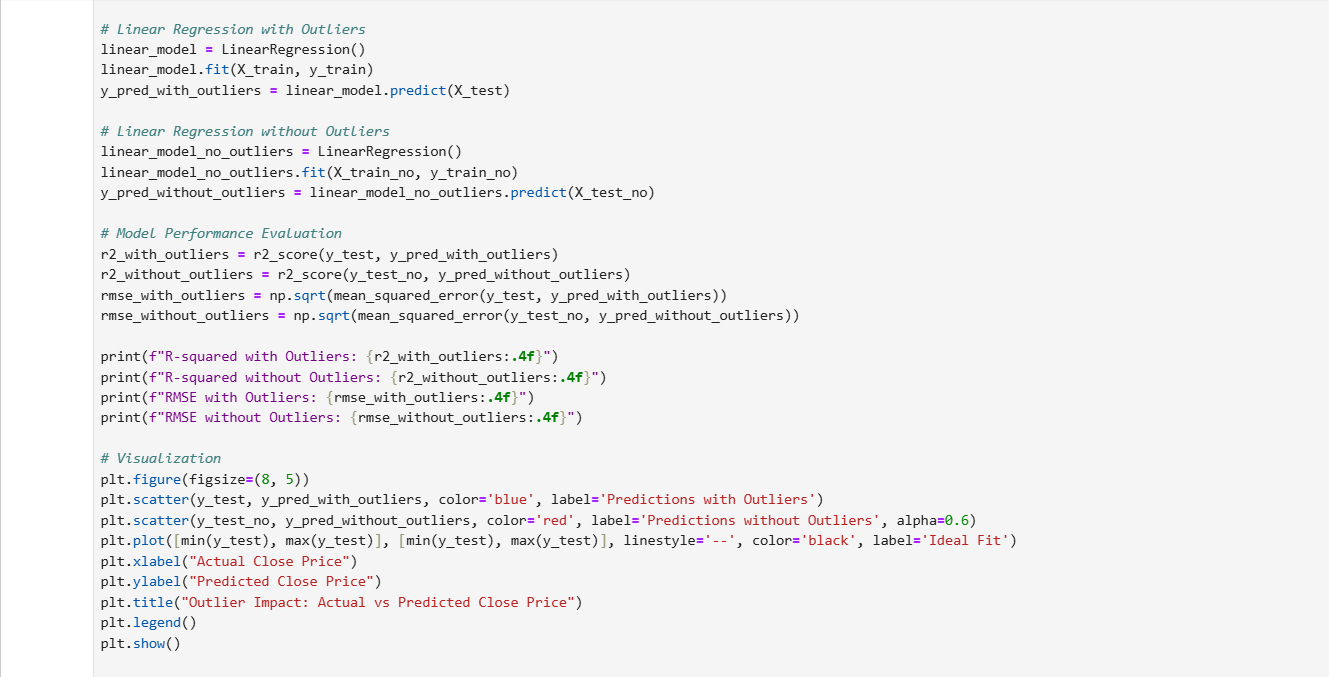 # Linear Regression with Outliers
linear_model = LinearRegression()
linear_model.fit(X_train, y_train)
y_pred_with_outliers = linear_model.predict(X_test)
# Linear Regression without Outliers
linear_model_no_outliers = LinearRegression()
linear_model_no_outliers.fit(X_train_no, y_train_no)
y_pred_without_outliers = linear_model_no_outliers.predict(X_test_no)
# Model Performance Evaluation
r2_with_outliers = r2_score(y_test, y_pred_with_outliers)
r2_without_outliers = r2_score(y_test_no, y_pred_without_outliers)
rmse_with_outliers = np.sqrt(mean_squared_error(y_test, y_pred_with_outliers))
rmse_without_outliers = np.sqrt(mean_squared_error(y_test_no, y_pred_without_outliers))
print(f"R-squared with Outliers: {r2_with_outliers:.4f}")
print(f"R-squared without Outliers: {r2_without_outliers:.4f}")
print(f"RMSE with Outliers: {rmse_with_outliers:.4f}")
print(f"RMSE without Outliers: {rmse_without_outliers:.4f}")
# Visualization
plt.figure(figsize=(8, 5))
plt.scatter(y_test, y_pred_with_outliers, color='blue', label='Predictions with Outliers')
plt.scatter(y_test_no, y_pred_without_outliers, color='red', label='Predictions without Outliers', alpha=0.6)
plt.plot([min(y_test), max(y_test)], [min(y_test), max(y_test)], linestyle='--', color='black', label='Ideal Fit')
plt.xlabel("Actual Close Price")
plt.ylabel("Predicted Close Price")
plt.title("Outlier Impact: Actual vs Predicted Close Price")
plt.legend()
plt.show()